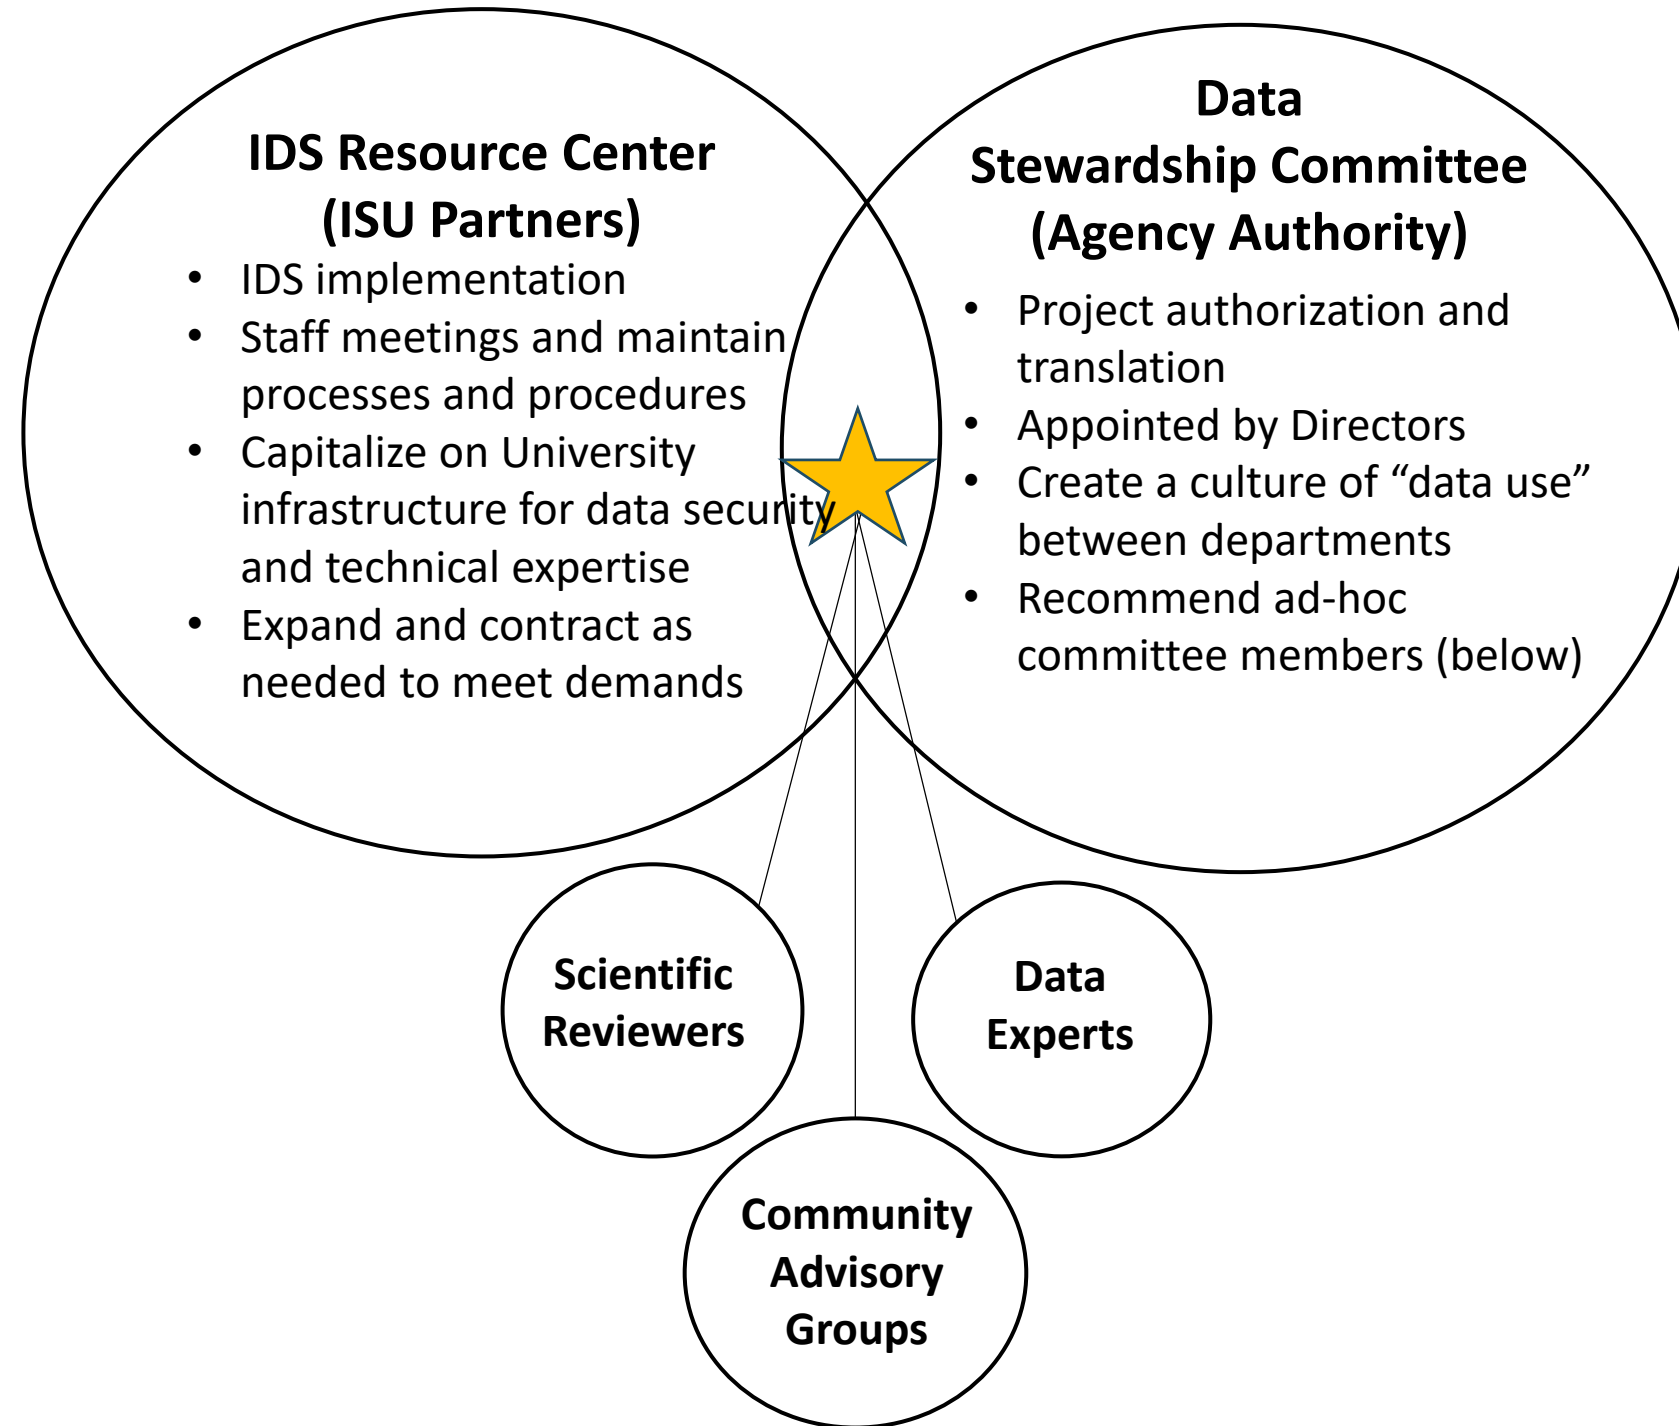 IDS Resource Center
(ISU Partners)
• IDS implementation
• Staff meetings and maintain
processes and procedures
• Capitalize on University
infrastructure for data security
and technical expertise
• Expand and contract as
needed to meet demands
Data
Stewardship Committee
(Agency Authority)
• Project authorization and
translation
• Appointed by Directors
• Create a culture of “data use”
between departments
• Recommend ad-hoc
committee members (below)
Scientific
Reviewers
Data
Experts
Community
Advisory
Groups